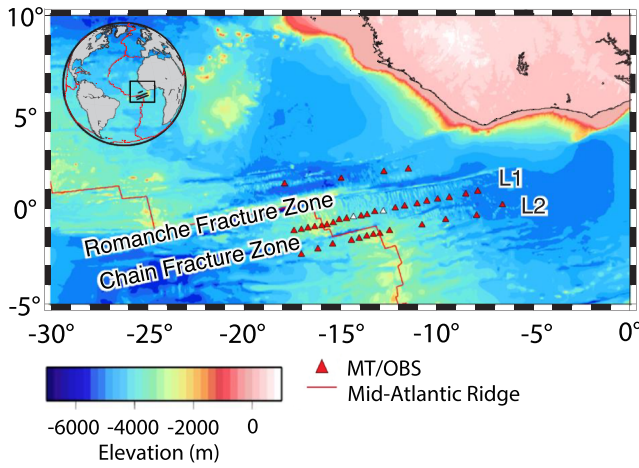 10°
5°
0°
-5°
L1
L2
Romanche Fracture Zone
Chain Fracture Zone
-30° -25° -20° -15° -10° -5° 0°
-6000 -4000 -2000 0
Elevation (m)
MT/OBS
Mid-Atlantic Ridge